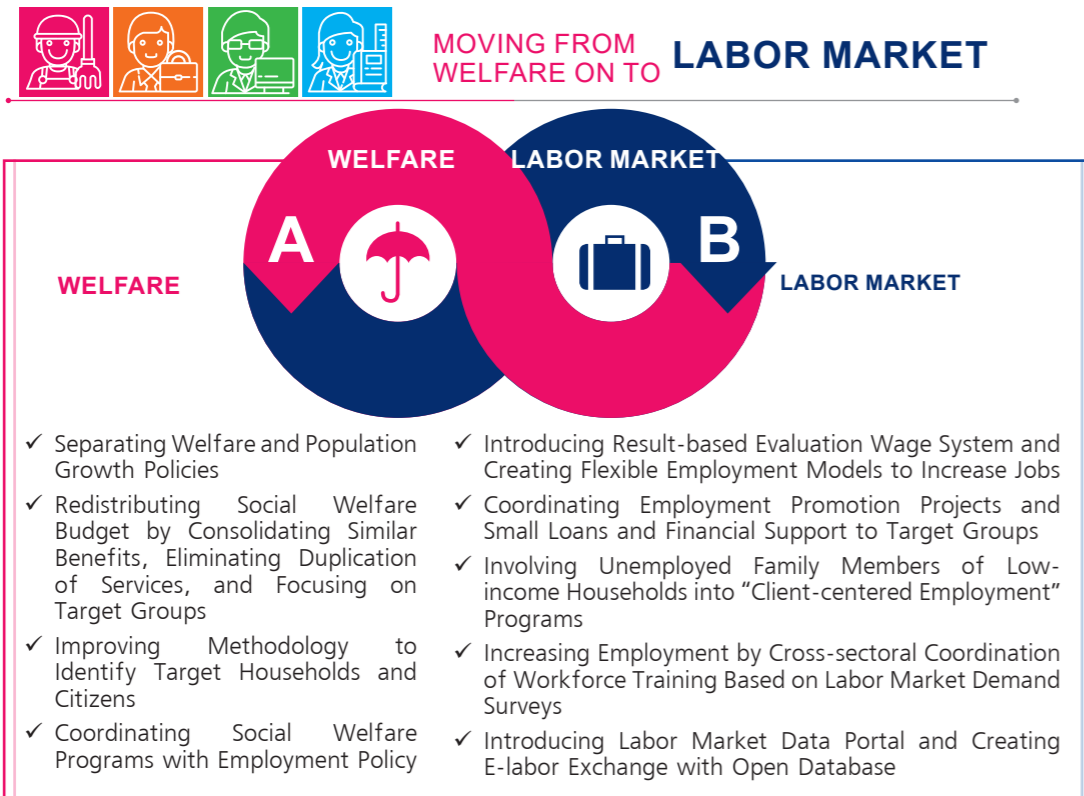 MOVING FROM
WELFARE ON TO
LABOR MARKET
WELFARE
LABOR MARKET
A
B
WELFARE
LABOR MARKET
✓ Separating Welfare and Population
Growth Policies
✓ Redistributing Social Welfare
Budget by Consolidating Similar
Benefits, Eliminating Duplication
of Services, and Focusing on
Target Groups
✓ Improving Methodology to
Identify Target Households and
Citizens
✓ Coordinating Social Welfare
Programs with Employment Policy
✓ Introducing Result-based Evaluation Wage System and
Creating Flexible Employment Models to Increase Jobs
✓ Coordinating Employment Promotion Projects and
Small Loans and Financial Support to Target Groups
✓ Involving Unemployed Family Members of Low-
income Households into “Client-centered Employment”
Programs
✓ Increasing Employment by Cross-sectoral Coordination
of Workforce Training Based on Labor Market Demand
Surveys
✓ Introducing Labor Market Data Portal and Creating
E-labor Exchange with Open Database